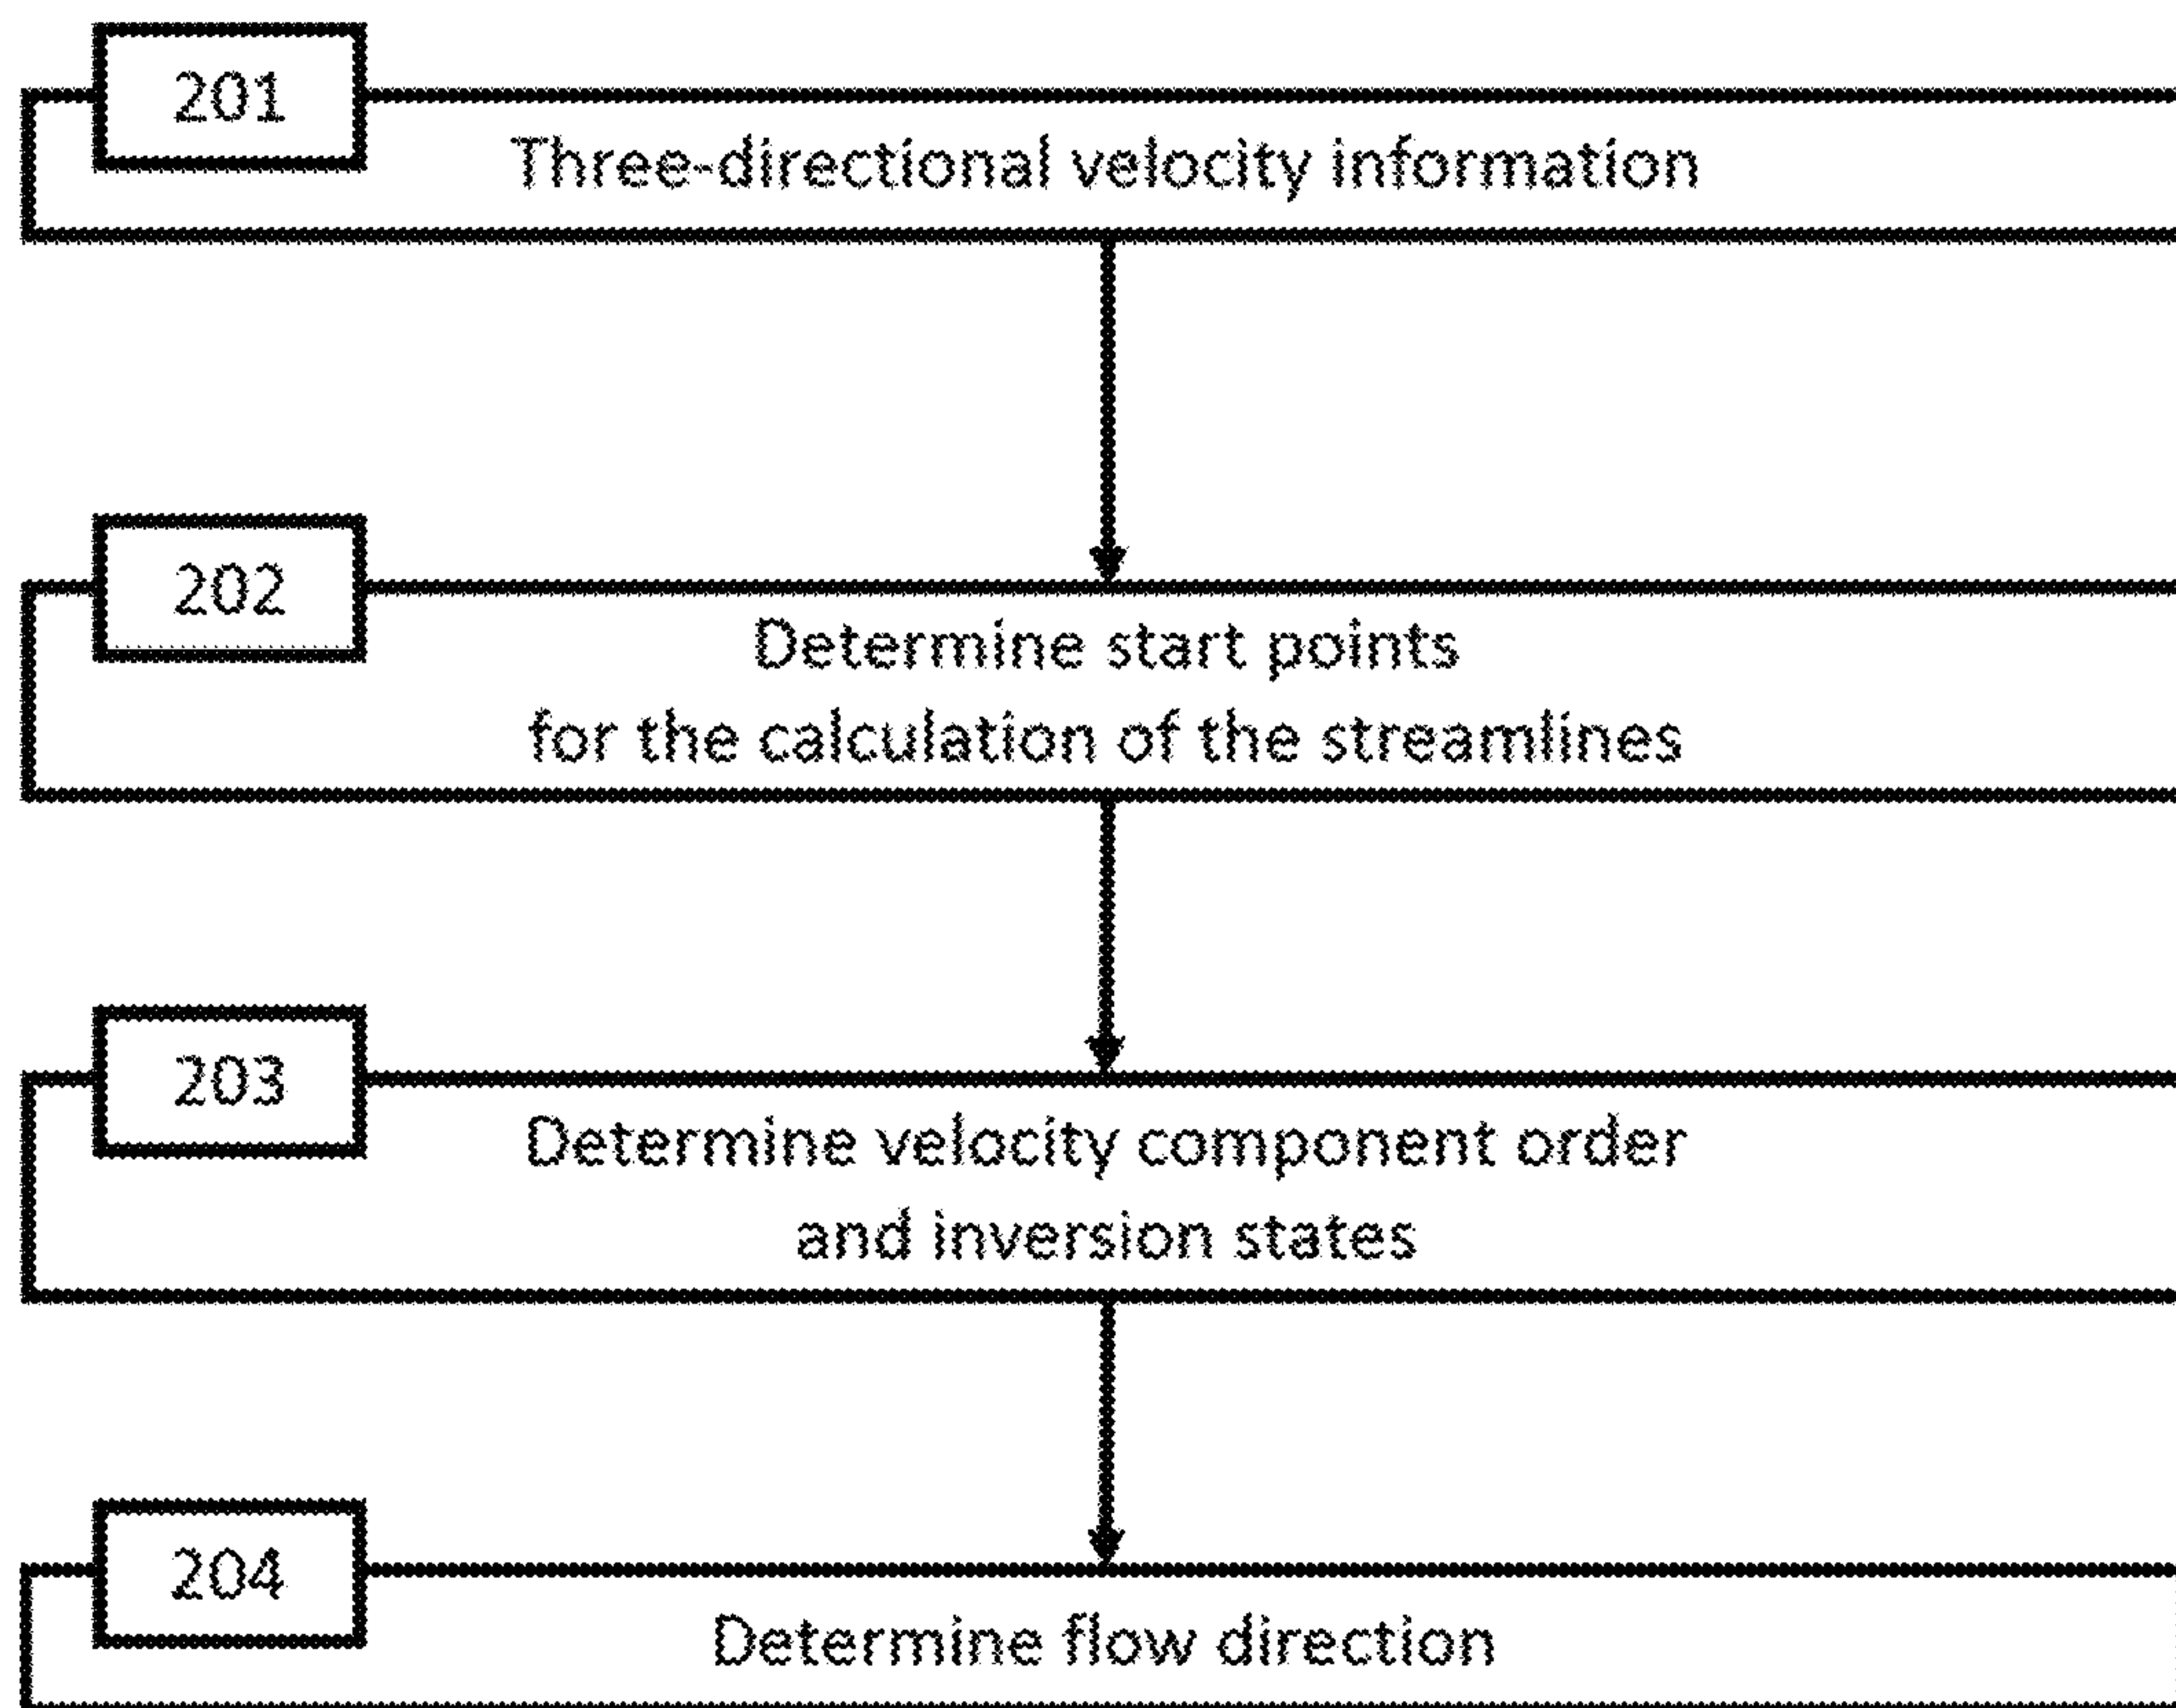 201
Three-directional velocity information
202
Determine start points
for the calculation of the streamlines
203
Determine velocity component order
and inversion states
204
Determine flow direction